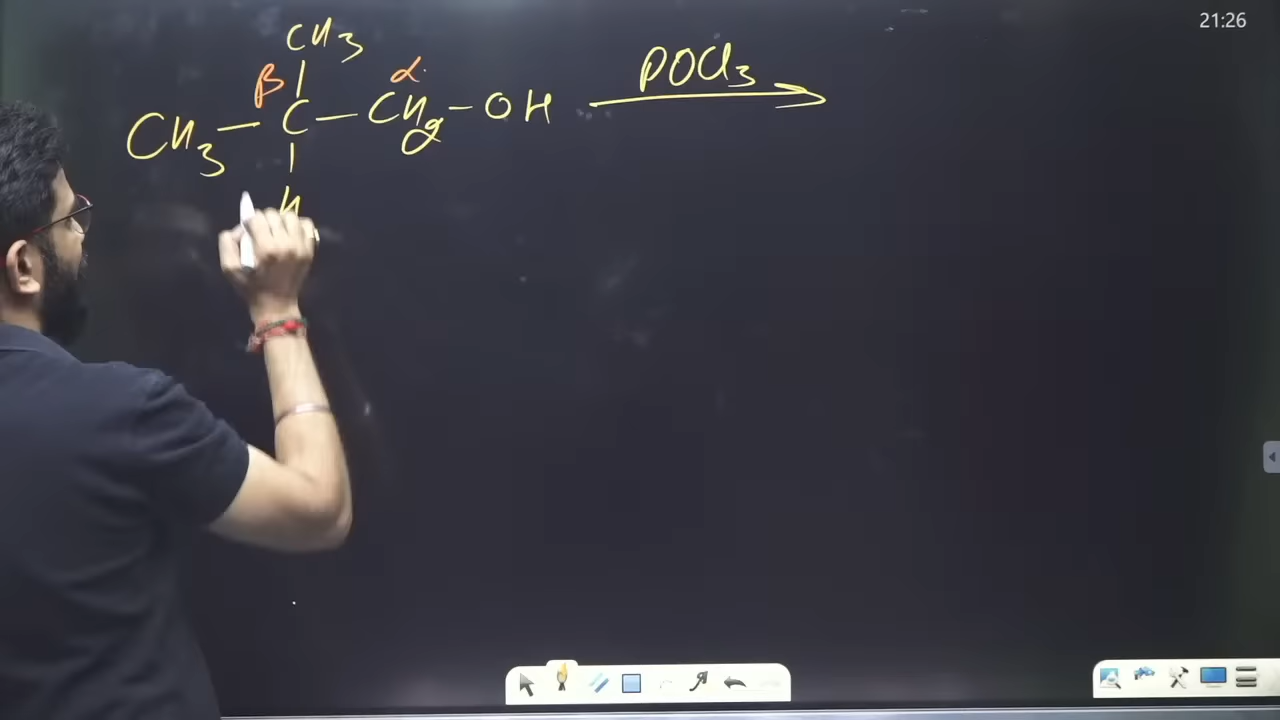 21:26
CH3
β α
CH3 - C - CH2 - OH POCl3
H